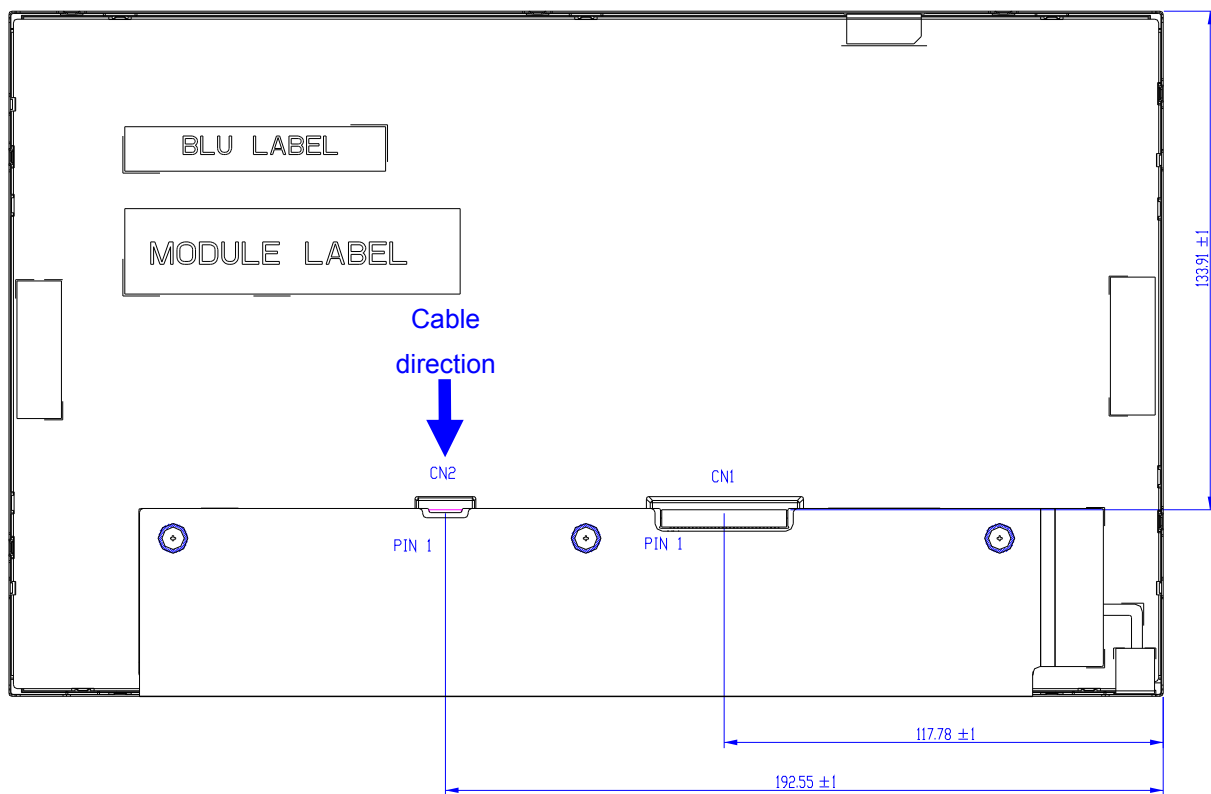 BLU LABEL
MODULE LABEL
133.91 ±1
Cable
direction
CN2
CN1
PIN 1
PIN 1
117.78 ±1
192.55 ±1